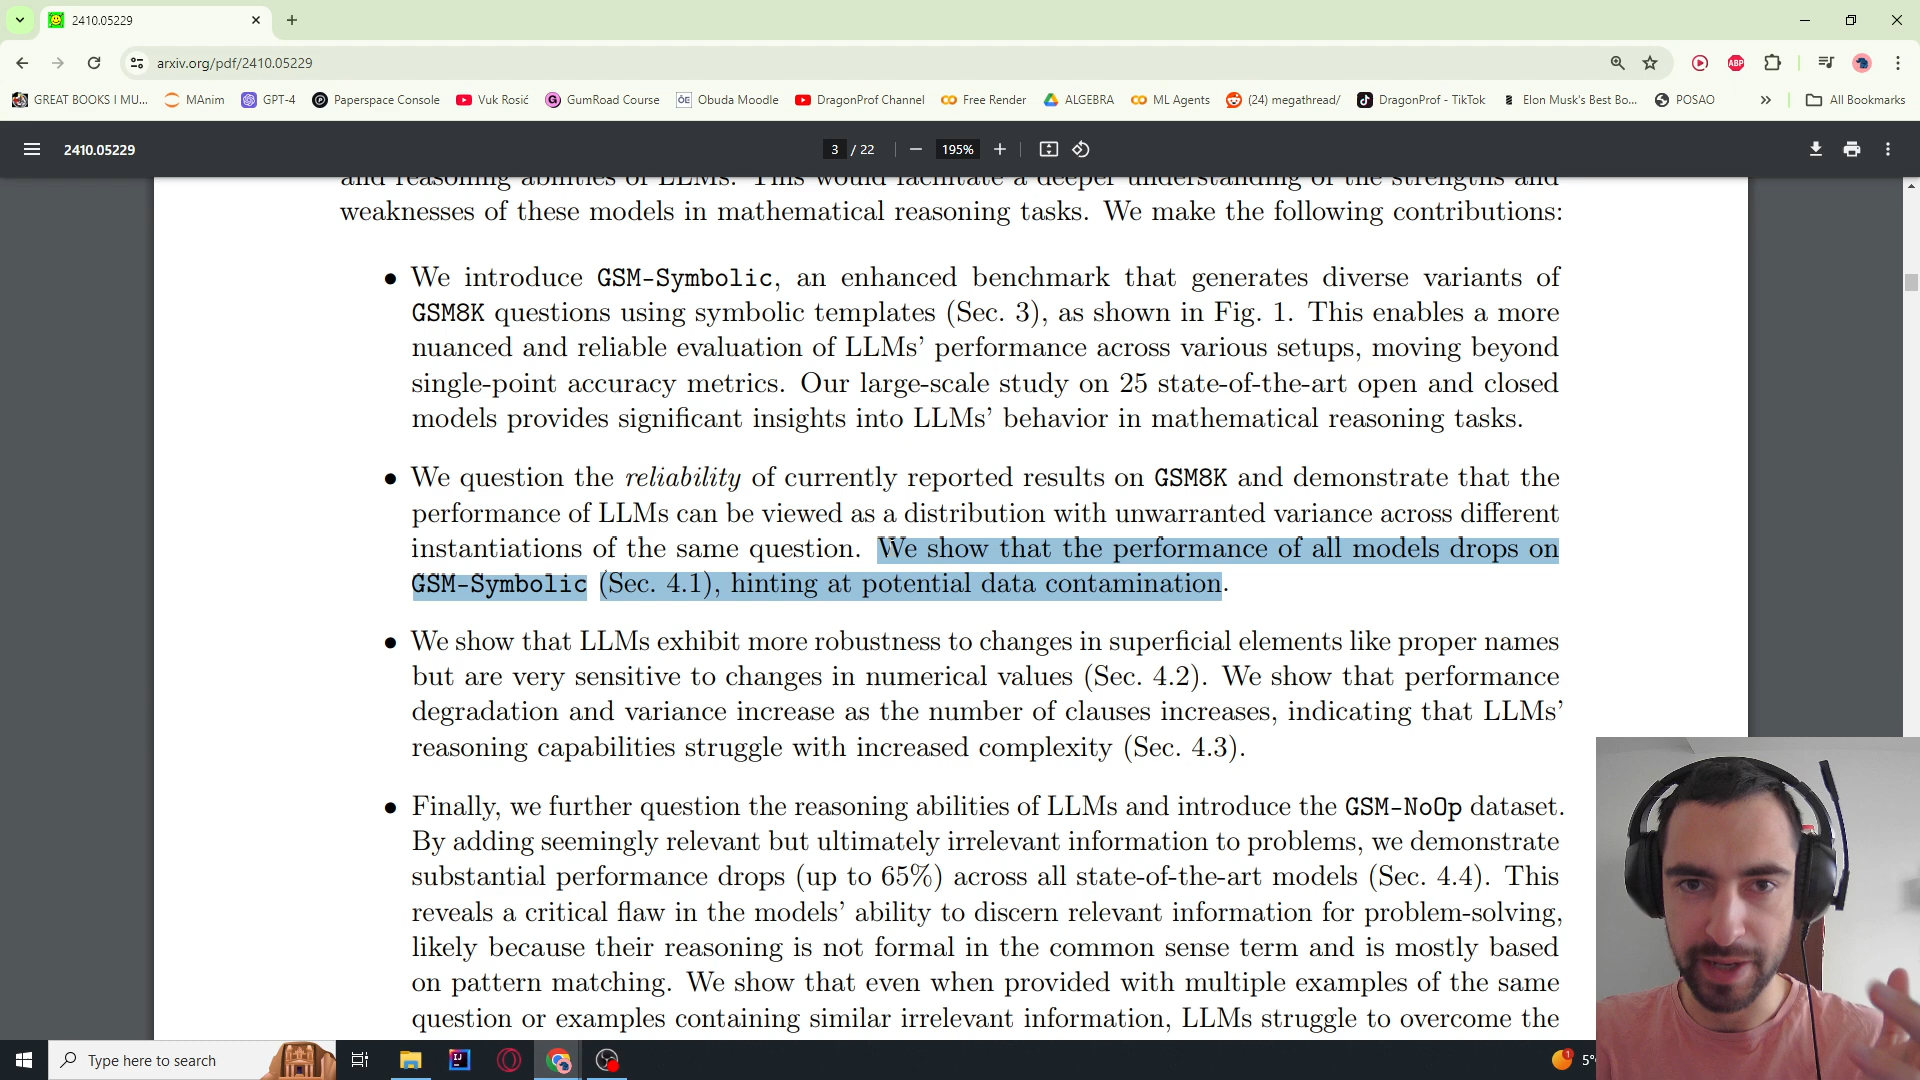 2410.05229
arxiv.org/pdf/2410.05229
ABP
GREAT BOOKS I MU...
MAnim
GPT-4
Paperspace Console
Vuk Rosić
GumRoad Course
Obuda Moodle
DragonProf Channel
Free Render
ALGEBRA
ML Agents
(24) megathread/
DragonProf - TikTok
Elon Musk's Best Bo...
POSAO
»
All Bookmarks
2410.05229
3 / 22
195%
and reasoning abilities of LLMs. This would facilitate a deeper understanding of the strengths and
weaknesses of these models in mathematical reasoning tasks. We make the following contributions:
• We introduce GSM-Symbolic, an enhanced benchmark that generates diverse variants of
GSM8K questions using symbolic templates (Sec. 3), as shown in Fig. 1. This enables a more
nuanced and reliable evaluation of LLMs' performance across various setups, moving beyond
single-point accuracy metrics. Our large-scale study on 25 state-of-the-art open and closed
models provides significant insights into LLMs' behavior in mathematical reasoning tasks.
• We question the reliability of currently reported results on GSM8K and demonstrate that the
performance of LLMs can be viewed as a distribution with unwarranted variance across different
instantiations of the same question. We show that the performance of all models drops on
GSM-Symbolic (Sec. 4.1), hinting at potential data contamination.
• We show that LLMs exhibit more robustness to changes in superficial elements like proper names
but are very sensitive to changes in numerical values (Sec. 4.2). We show that performance
degradation and variance increase as the number of clauses increases, indicating that LLMs'
reasoning capabilities struggle with increased complexity (Sec. 4.3).
• Finally, we further question the reasoning abilities of LLMs and introduce the GSM-NoOp dataset.
By adding seemingly relevant but ultimately irrelevant information to problems, we demonstrate
substantial performance drops (up to 65%) across all state-of-the-art models (Sec. 4.4). This
reveals a critical flaw in the models' ability to discern relevant information for problem-solving,
likely because their reasoning is not formal in the common sense term and is mostly based
on pattern matching. We show that even when provided with multiple examples of the same
question or examples containing similar irrelevant information, LLMs struggle to overcome the
Type here to search
1
5°